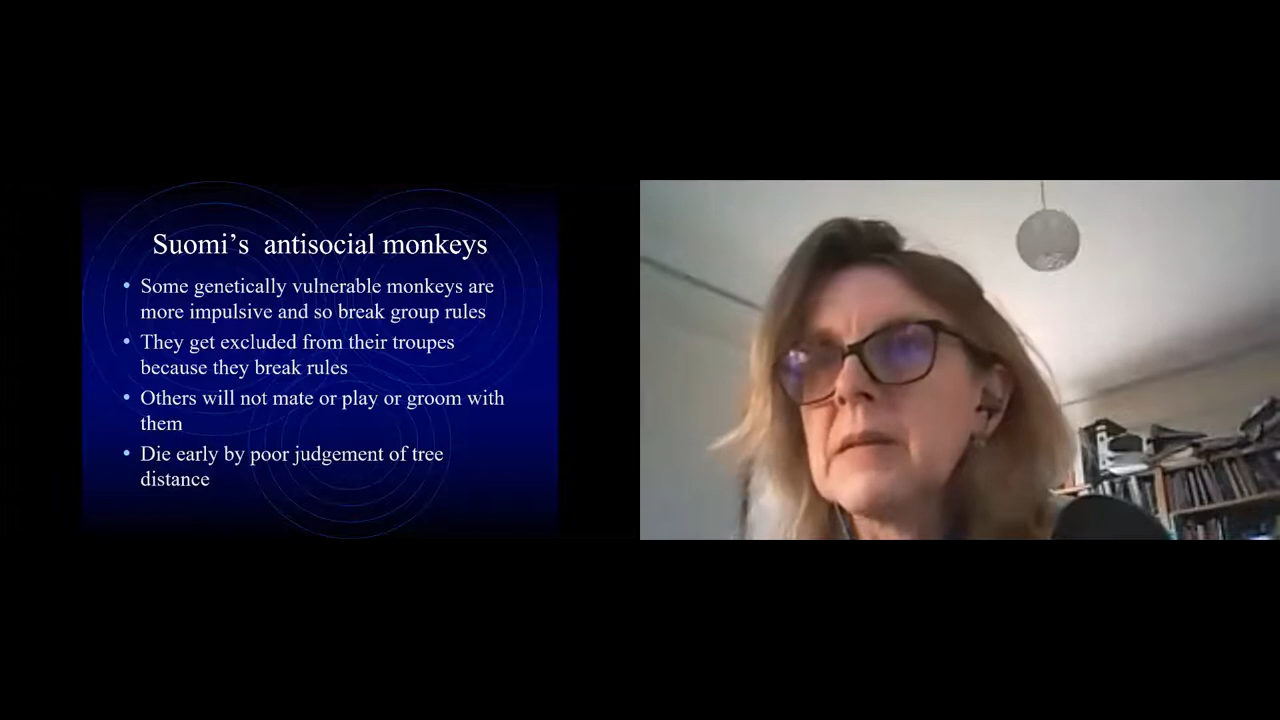 Suomi’s  antisocial monkeys
• Some genetically vulnerable monkeys are
more impulsive and so break group rules
• They get excluded from their troupes
because they break rules
• Others will not mate or play or groom with
them
• Die early by poor judgement of tree
distance